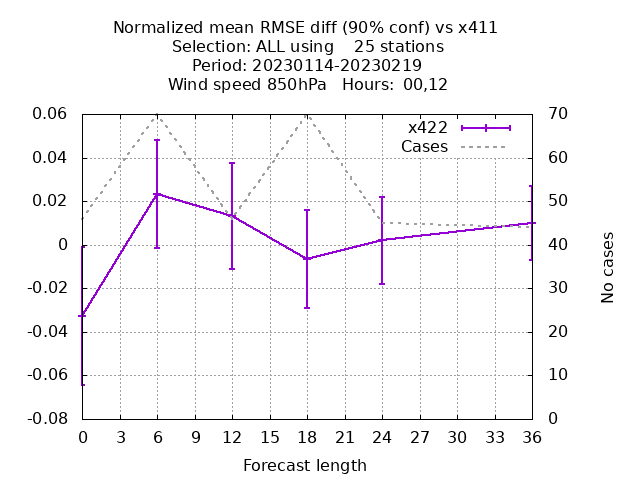 Normalized mean RMSE diff (90% conf) vs x411
Selection: ALL using    25 stations
Period: 20230114-20230219
Wind speed 850hPa   Hours:  00,12
x422
Cases
0.06
0.04
0.02
0
-0.02
-0.04
-0.06
-0.08
70
60
50
40
30
20
10
0
No cases
0 3 6 9 12 15 18 21 24 27 30 33 36
Forecast length